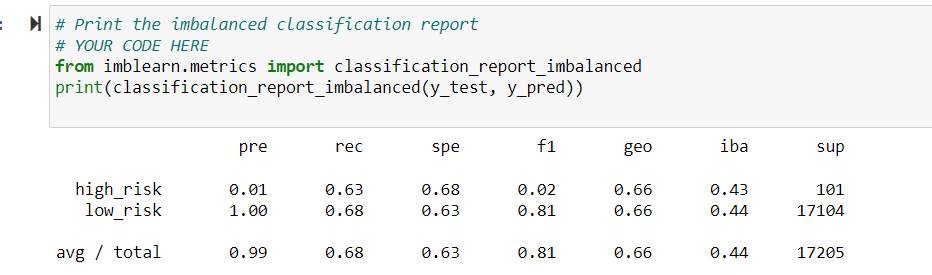 :
# Print the imbalanced classification report
# YOUR CODE HERE
from imblearn.metrics import classification_report_imbalanced
print(classification_report_imbalanced(y_test, y_pred))
pre rec spe f1 geo iba sup
high_risk 0.01 0.63 0.68 0.02 0.66 0.43 101
low_risk 1.00 0.68 0.63 0.81 0.66 0.44 17104
avg / total 0.99 0.68 0.63 0.81 0.66 0.44 17205